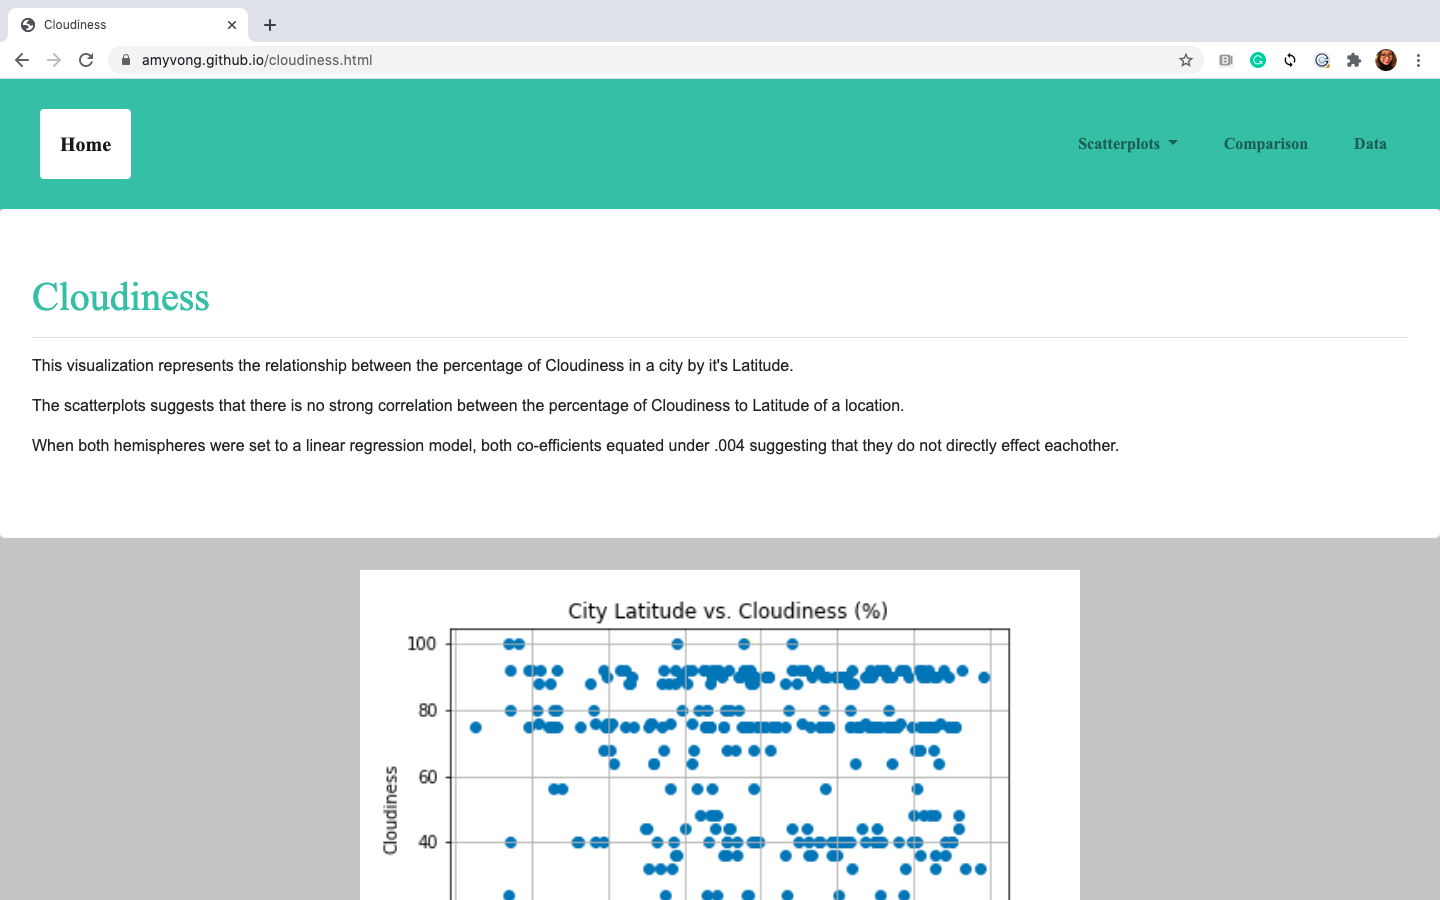 Cloudiness
amyvong.github.io/cloudiness.html
Home
Scatterplots
Comparison
Data
Cloudiness
This visualization represents the relationship between the percentage of Cloudiness in a city by it's Latitude.
The scatterplots suggests that there is no strong correlation between the percentage of Cloudiness to Latitude of a location.
When both hemispheres were set to a linear regression model, both co-efficients equated under .004 suggesting that they do not directly effect eachother.
City Latitude vs. Cloudiness (%)
100
80
60
40
Cloudiness